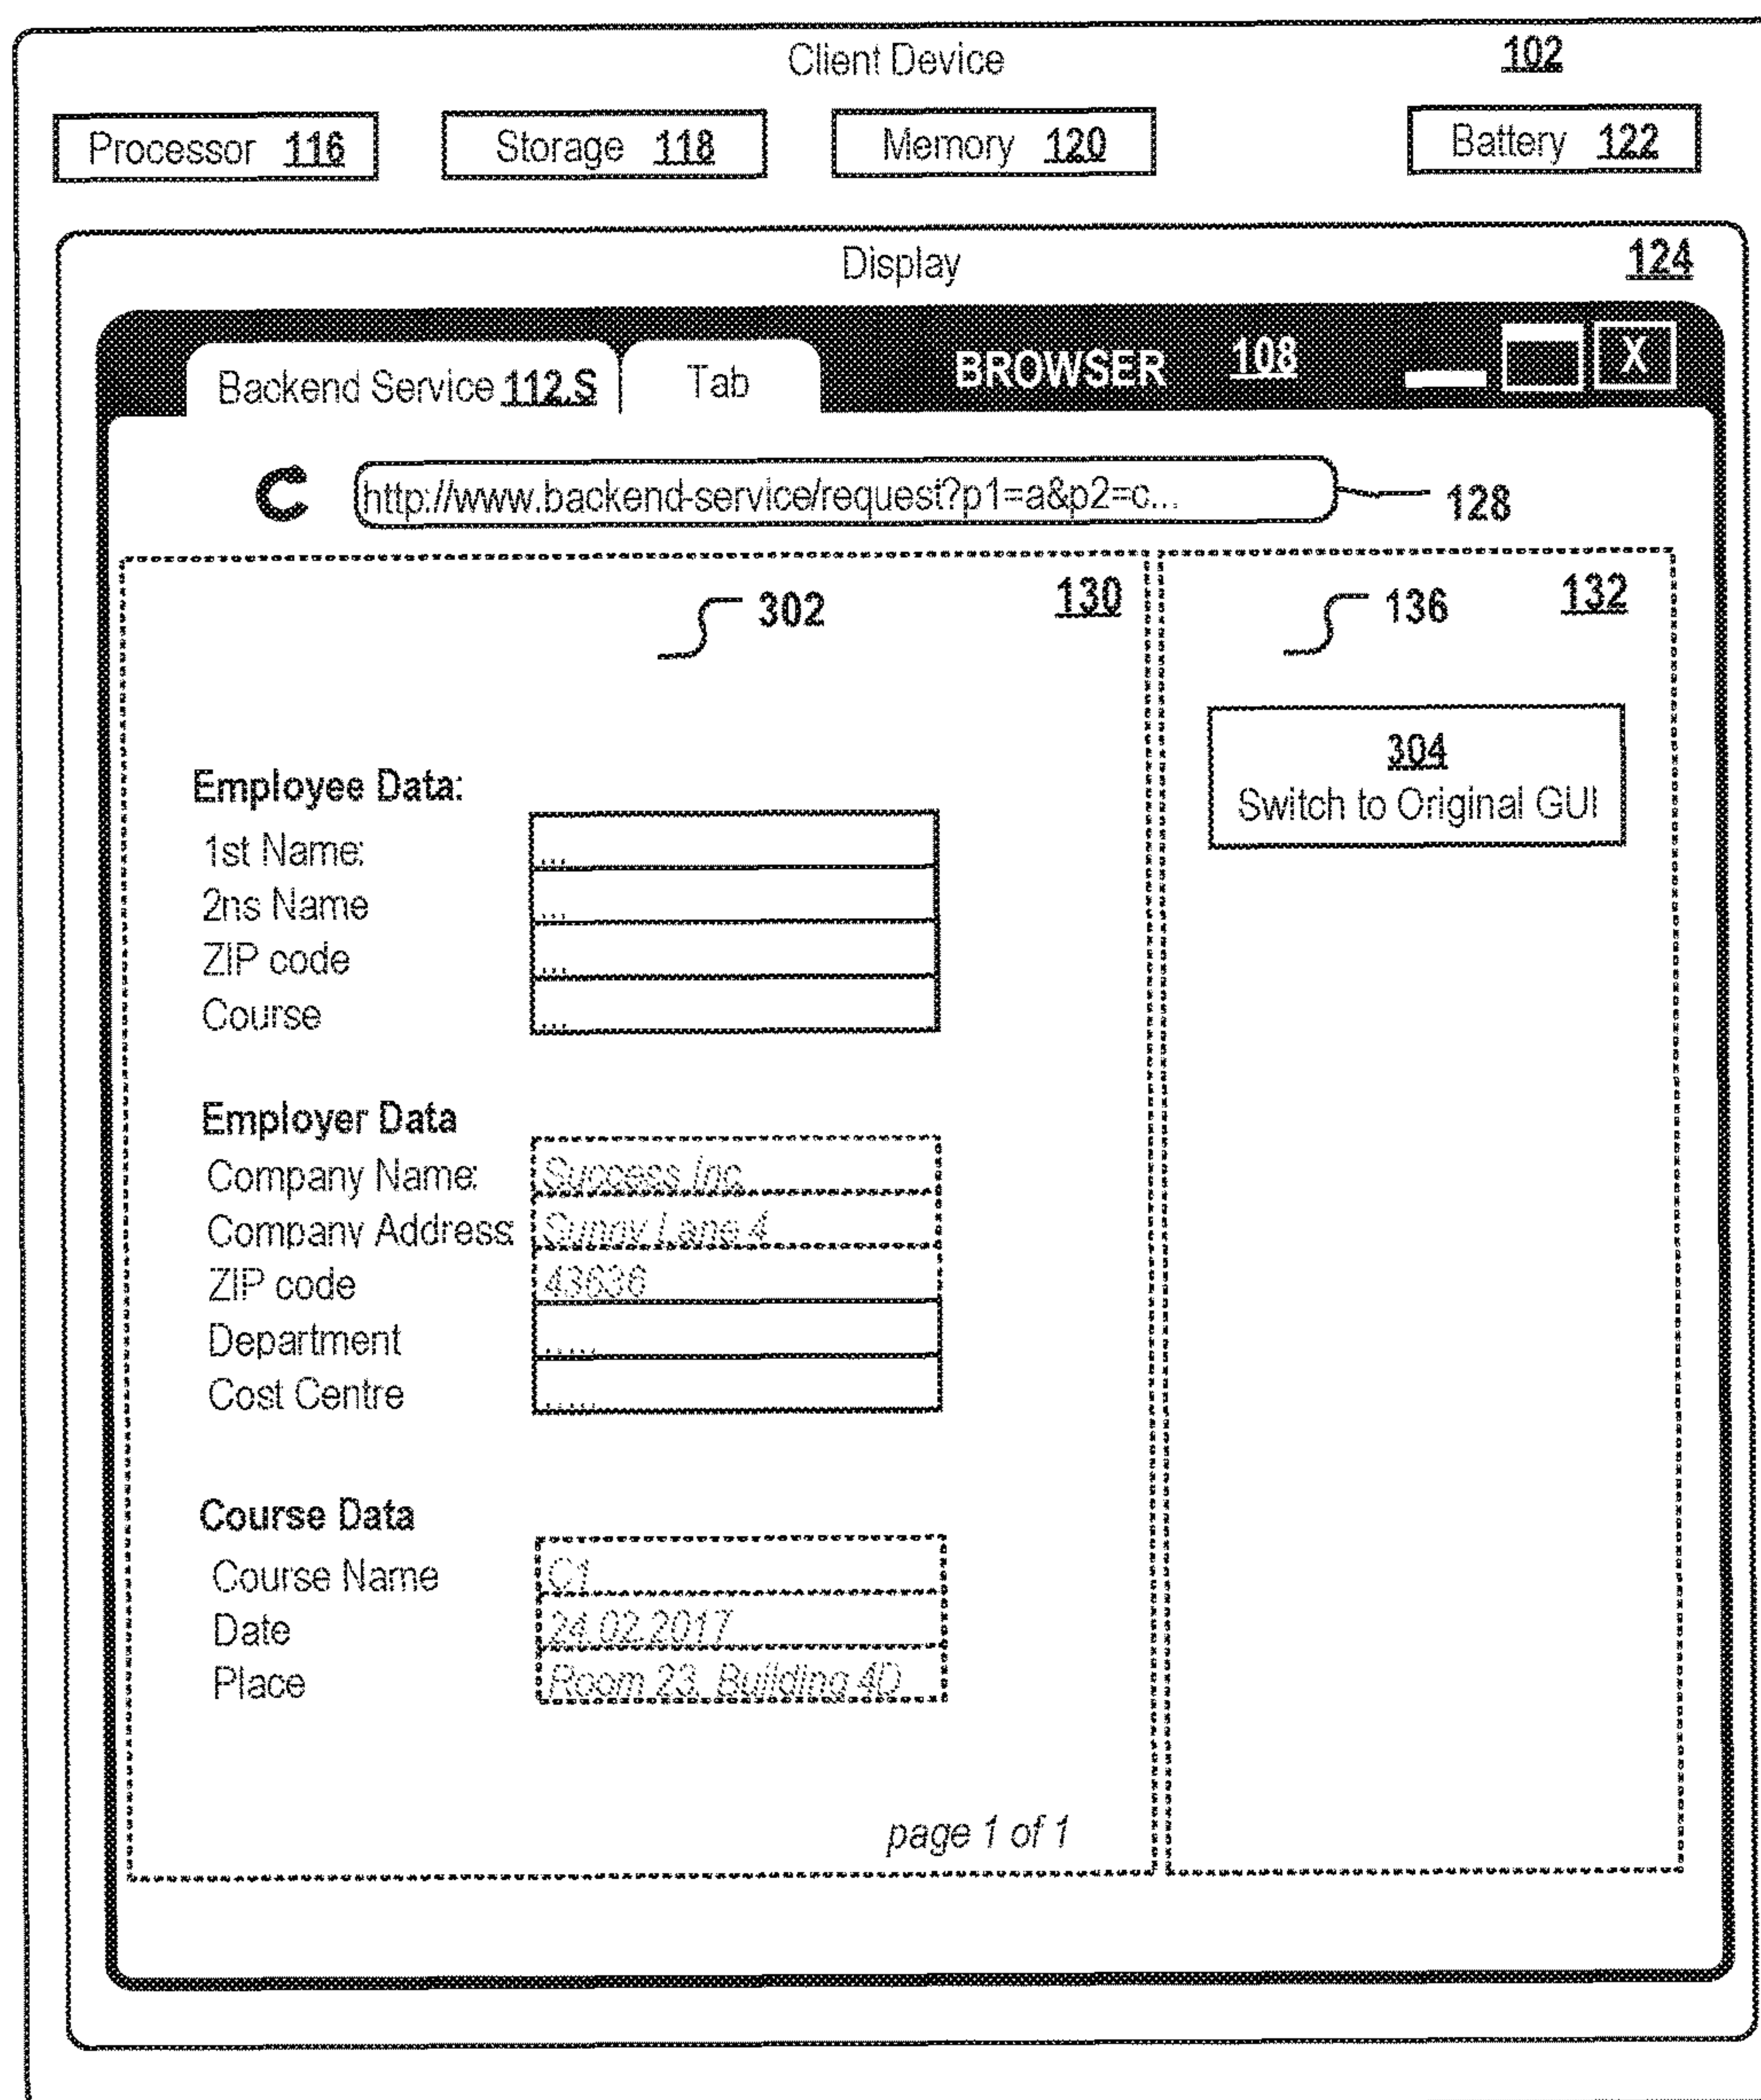 Client Device 102
Processor 116 Storage 118 Memory 120 Battery 122
Display 124
Backend Service 112.S Tab BROWSER 108 X
http://www.backend-service/request?p1=a&p2=c... 128
302 130 136 132
304
Switch to Original GUI
Employee Data:
1st Name: ...
2ns Name ...
ZIP code ...
Course ...
Employer Data
Company Name: Success Inc.
Company Address: Sunny Lane 4
ZIP code 43636
Department .....
Cost Centre .....
Course Data
Course Name C1
Date 24.02.2017
Place Room 23, Building 4D
page 1 of 1